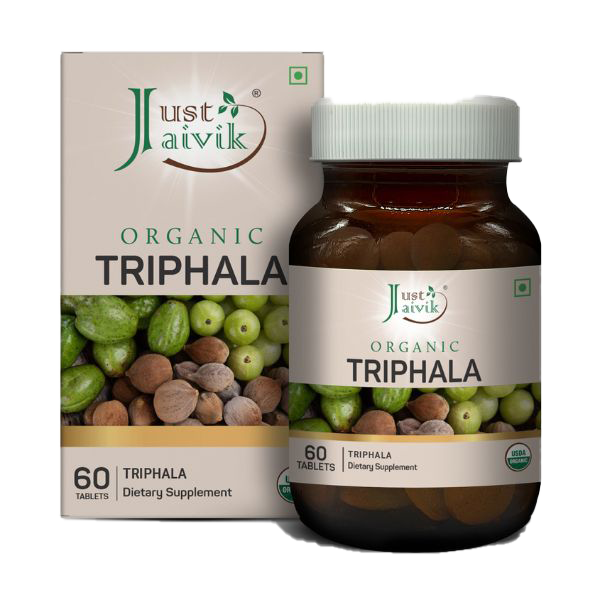 Just
Jaivik
®
ORGANIC
TRIPHALA
60
TABLETS
TRIPHALA
Dietary Supplement
Just
Jaivik
®
ORGANIC
TRIPHALA
60
TABLETS
TRIPHALA
Dietary Supplement
USDA
ORGANIC